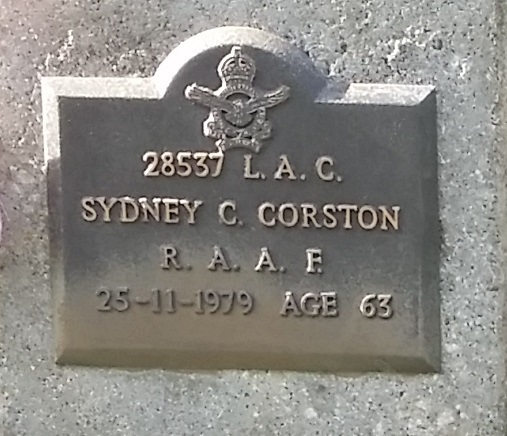 28537 L. A. C.
SYDNEY C. CORSTON
R. A. A. F.
25-11-1979 AGE 63